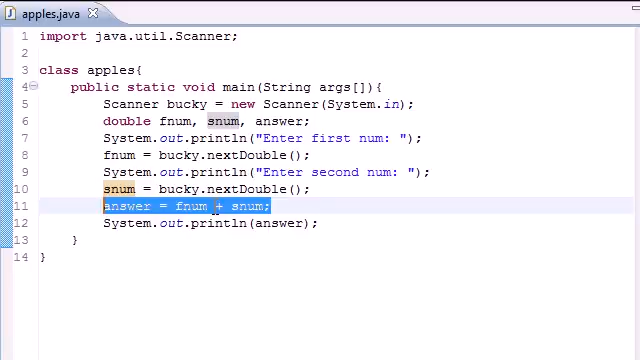 apples.java
1 import java.util.Scanner;
2
3 class apples{
4 public static void main(String args[]){
5 Scanner bucky = new Scanner(System.in);
6 double fnum, snum, answer;
7 System.out.println("Enter first num: ");
8 fnum = bucky.nextDouble();
9 System.out.println("Enter second num: ");
10 snum = bucky.nextDouble();
11 answer = fnum + snum;
12 System.out.println(answer);
13 }
14 }